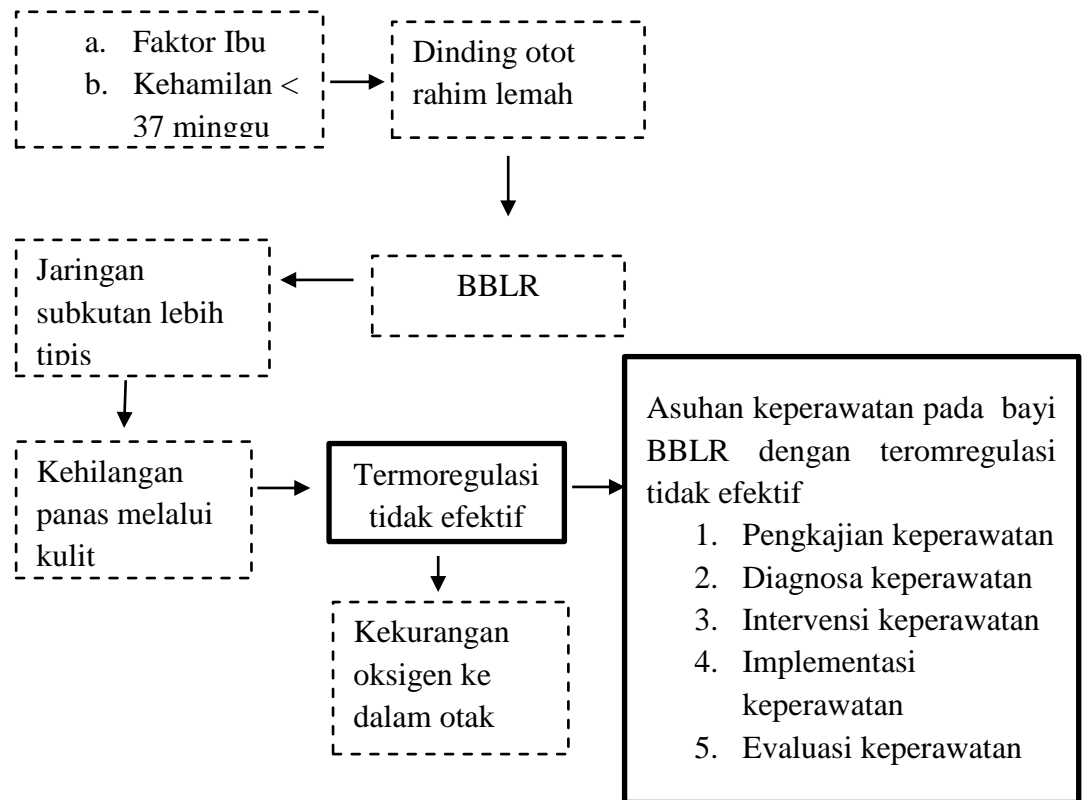 a. Faktor Ibu
b. Kehamilan <
37 minggu
Dinding otot
rahim lemah
BBLR
Jaringan
subkutan lebih
tipis
Kehilangan
panas melalui
kulit
Termoregulasi
tidak efektif
Kekurangan
oksigen ke
dalam otak
Asuhan keperawatan pada bayi
BBLR dengan teromregulasi
tidak efektif
1. Pengkajian keperawatan
2. Diagnosa keperawatan
3. Intervensi keperawatan
4. Implementasi
keperawatan
5. Evaluasi keperawatan